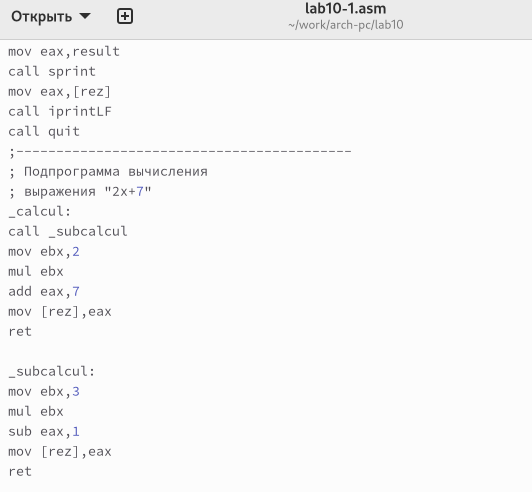 Открыть
lab10-1.asm
~/work/arch-pc/lab10
mov eax,result
call sprint
mov eax,[rez]
call iprintLF
call quit
;------------------------------------------
; Подпрограмма вычисления
; выражения "2x+7"
_calcul:
call _subcalcul
mov ebx,2
mul ebx
add eax,7
mov [rez],eax
ret
_subcalcul:
mov ebx,3
mul ebx
sub eax,1
mov [rez],eax
ret